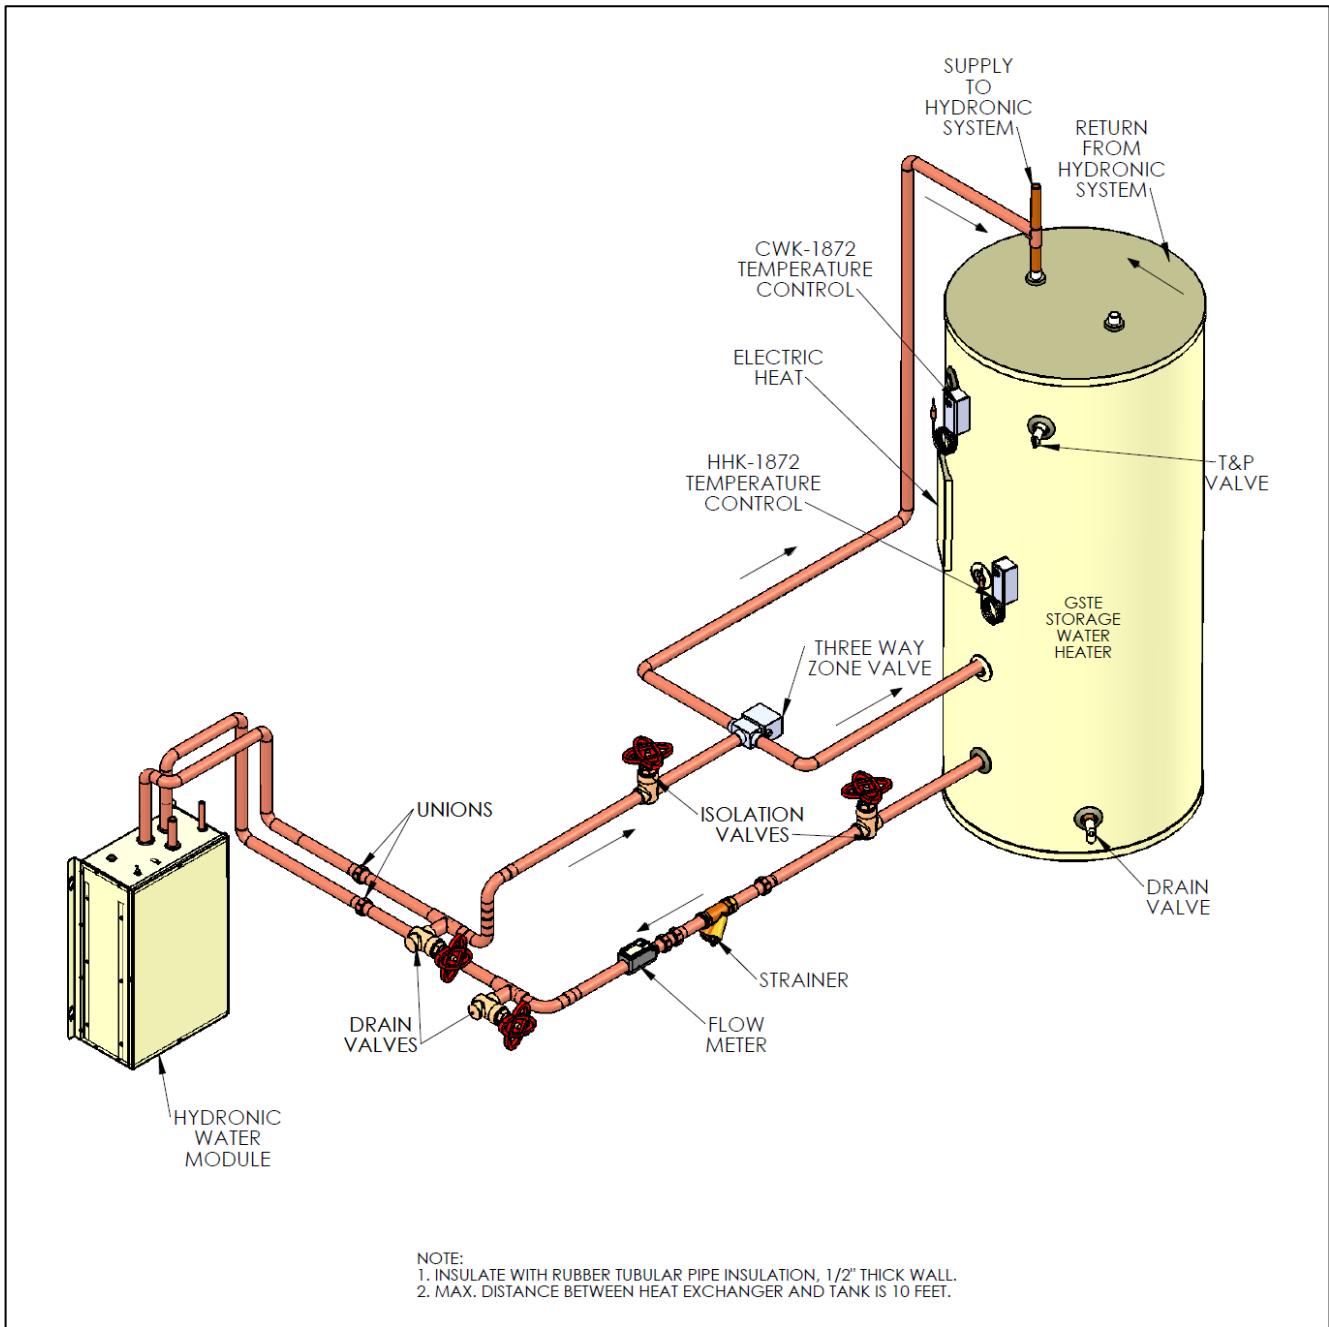 SUPPLY
TO
HYDRONIC
SYSTEM
RETURN
FROM
HYDRONIC
SYSTEM
CWK-1872
TEMPERATURE
CONTROL
ELECTRIC
HEAT
HHK-1872
TEMPERATURE
CONTROL
T&P
VALVE
GSTE
STORAGE
WATER
HEATER
THREE WAY
ZONE VALVE
UNIONS
ISOLATION
VALVES
DRAIN
VALVE
STRAINER
FLOW
METER
DRAIN
VALVES
HYDRONIC
WATER
MODULE
NOTE:
1. INSULATE WITH RUBBER TUBULAR PIPE INSULATION, 1/2" THICK WALL.
2. MAX. DISTANCE BETWEEN HEAT EXCHANGER AND TANK IS 10 FEET.